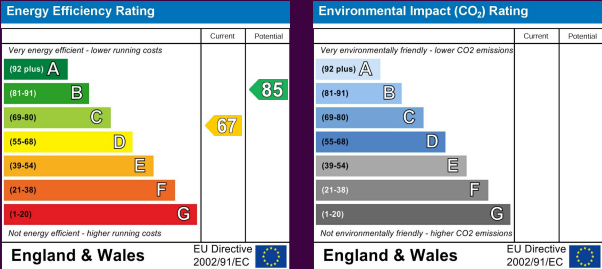 Energy Efficiency Rating
Current Potential
Very energy efficient - lower running costs
(92 plus) A
(81-91) B
85
(69-80) C
67
(55-68) D
(39-54) E
(21-38) F
(1-20) G
Not energy efficient - higher running costs
England & Wales
EU Directive
2002/91/EC
Environmental Impact (CO₂) Rating
Current Potential
Very environmentally friendly - lower CO2 emissions
(92 plus) A
(81-91) B
(69-80) C
(55-68) D
(39-54) E
(21-38) F
(1-20) G
Not environmentally friendly - higher CO2 emissions
England & Wales
EU Directive
2002/91/EC